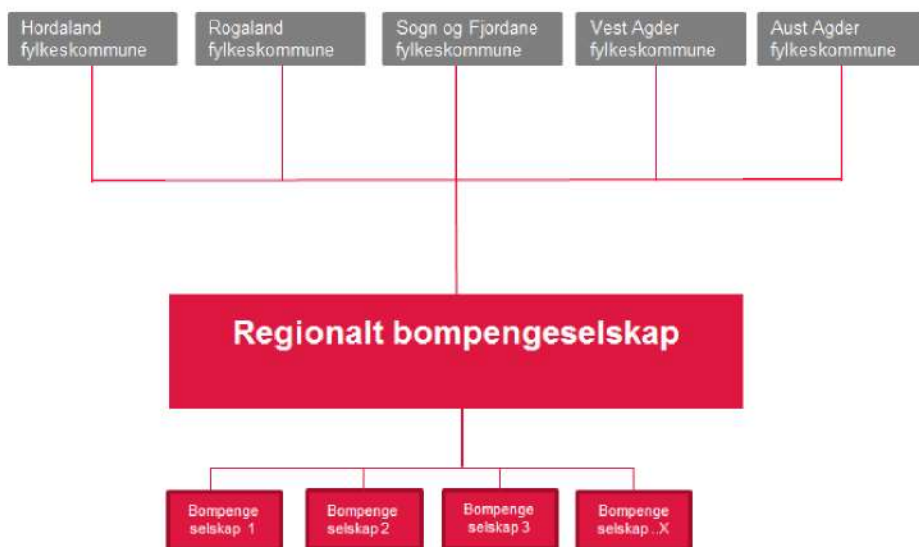 Hordaland
fylkeskommune
Rogaland
fylkeskommune
Sogn og Fjordane
fylkeskommune
Vest Agder
fylkeskommune
Aust Agder
fylkeskommune
Regionalt bompengeselskap
Bompenge
selskap 1
Bompenge
selskap 2
Bompenge
selskap 3
Bompenge
selskap ..X